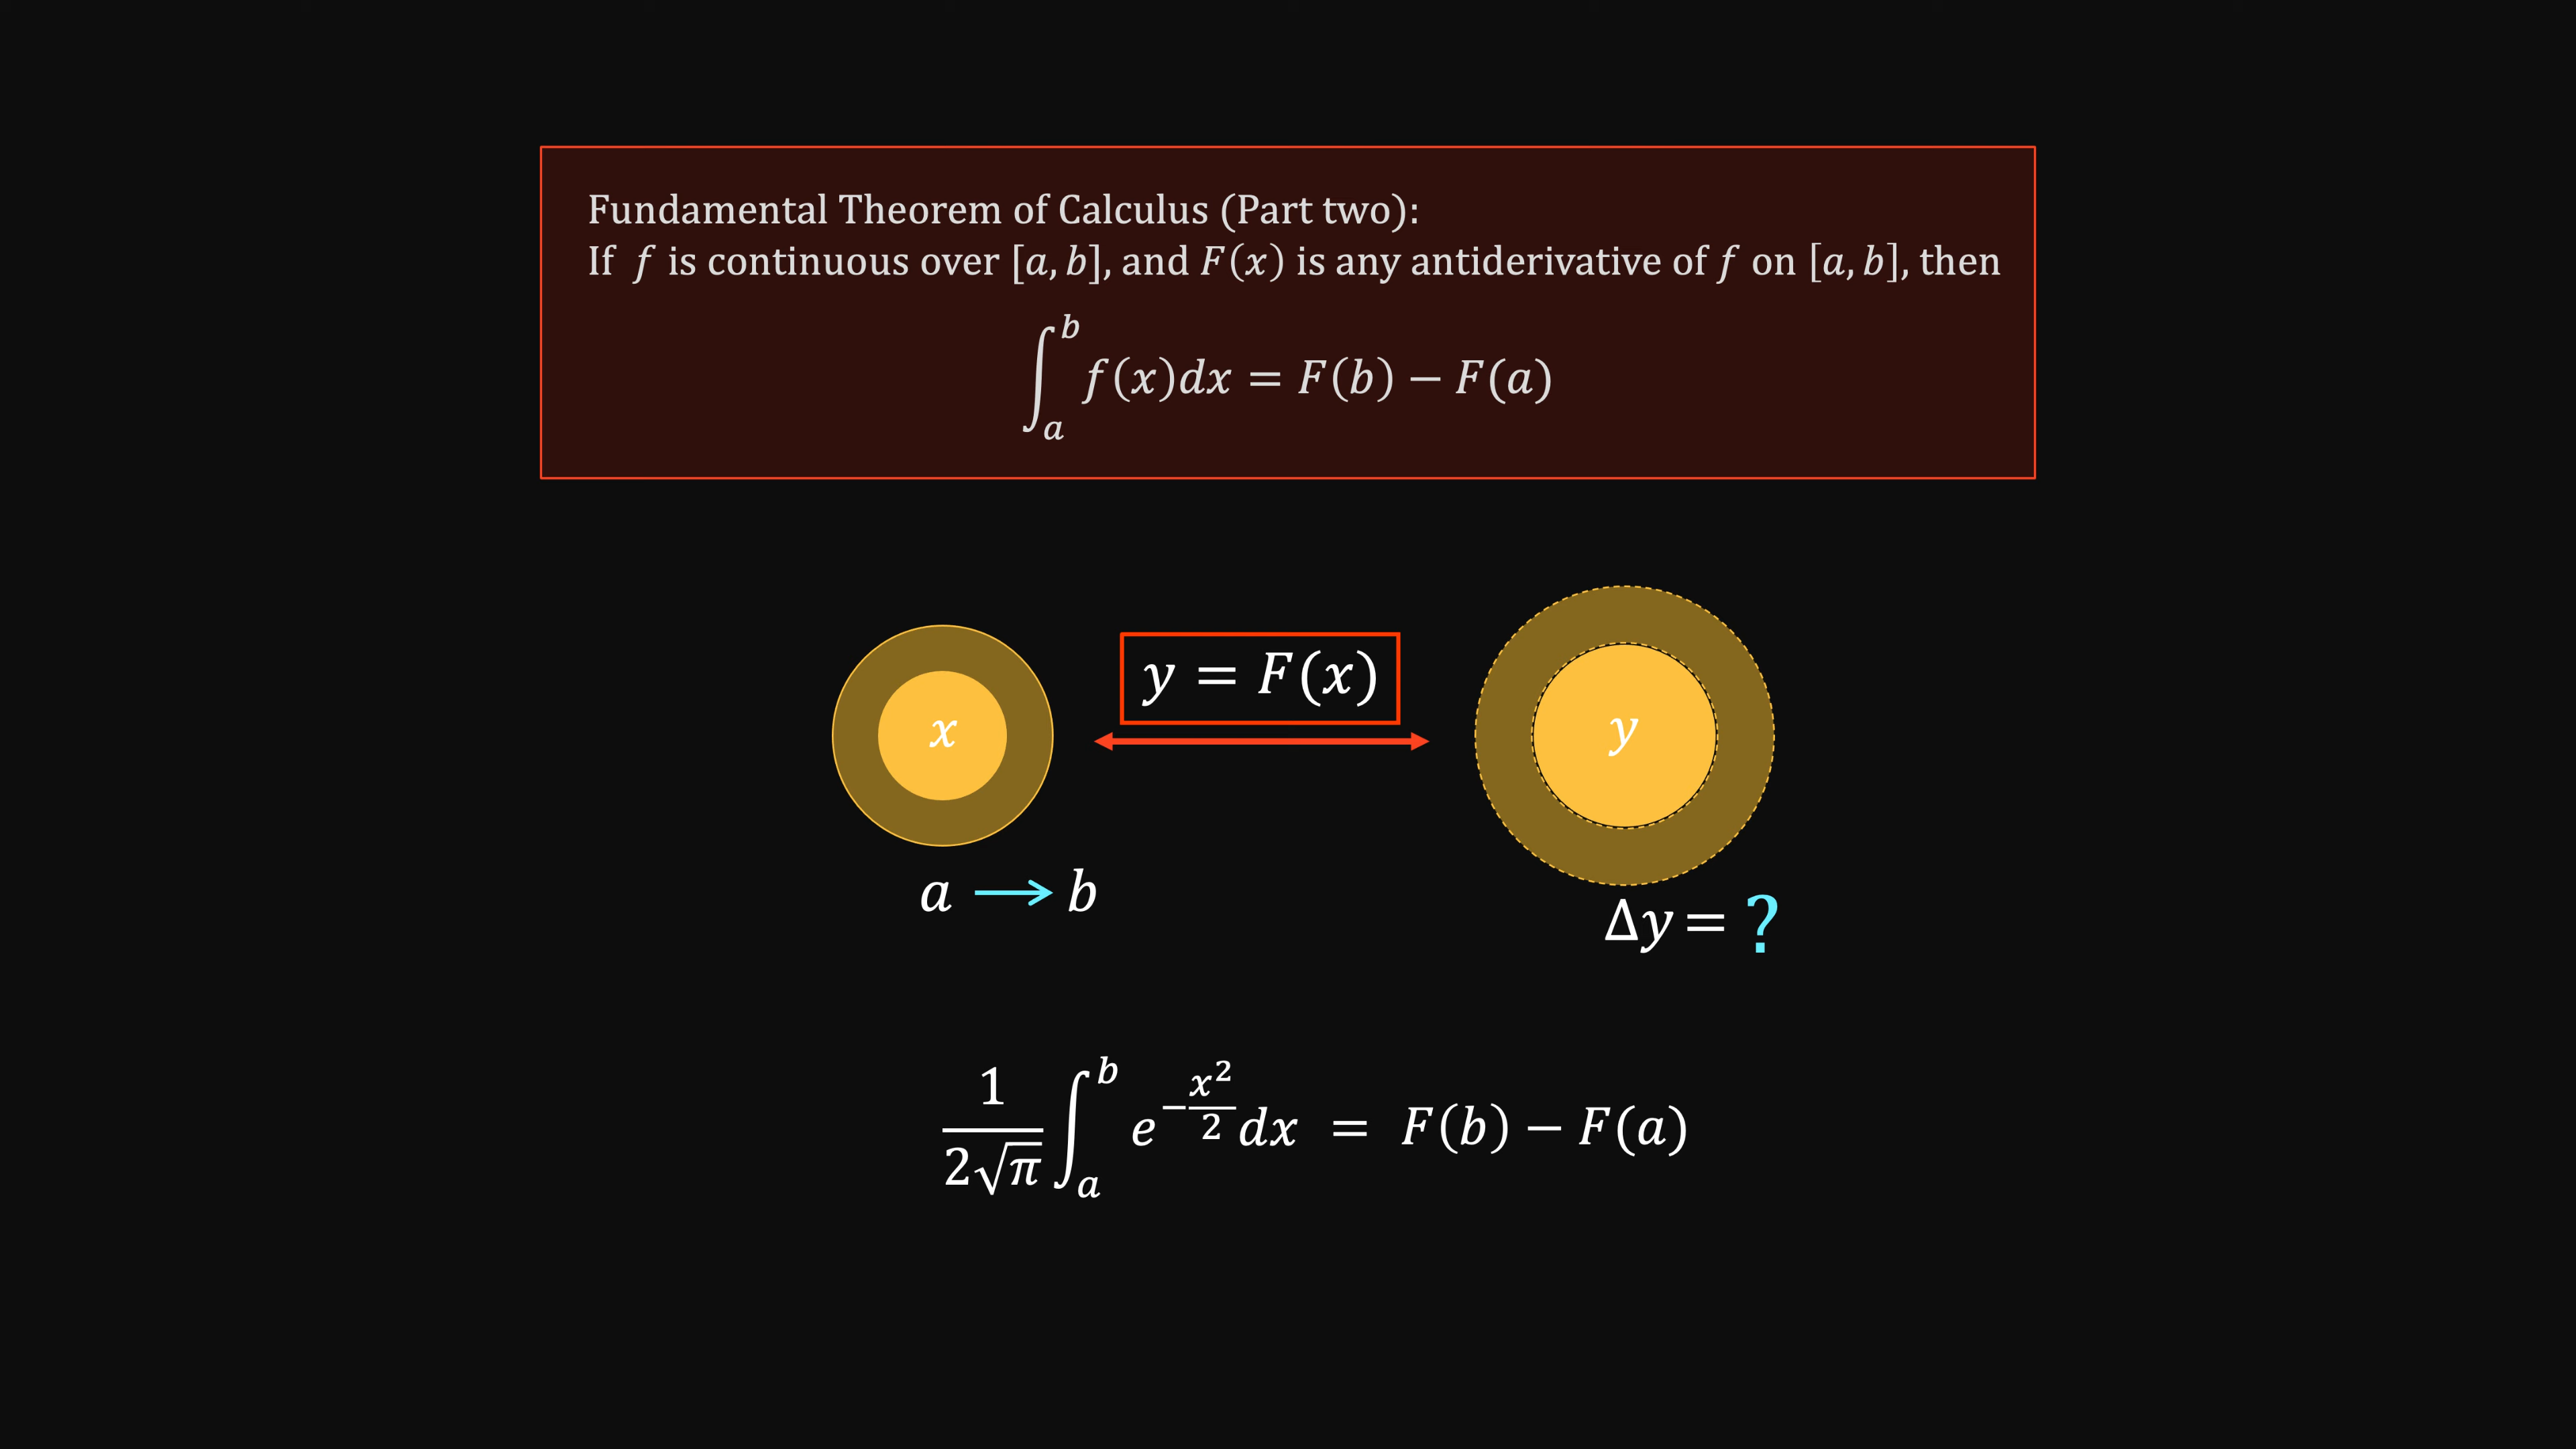 Fundamental Theorem of Calculus (Part two):
If f is continuous over [a, b], and F(x) is any antiderivative of f on [a, b], then
∫_a^b f(x)dx = F(b) − F(a)
y = F(x)
x
y
a → b
Δy = ?
1/(2√π) ∫_a^b e^(−x²/2) dx = F(b) − F(a)